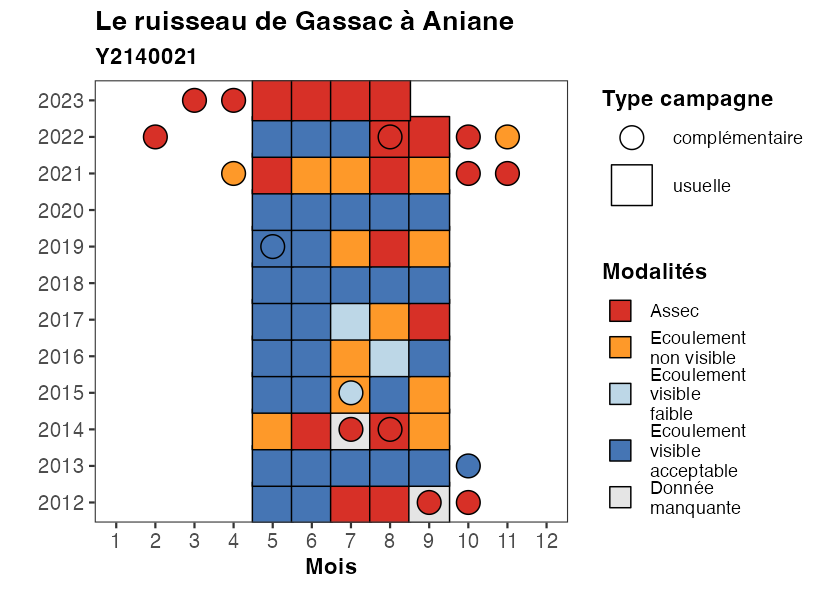 Le ruisseau de Gassac à Aniane
Y2140021
2023
2022
2021
2020
2019
2018
2017
2016
2015
2014
2013
2012
1 2 3 4 5 6 7 8 9 10 11 12
Mois
Type campagne
complémentaire
usuelle
Modalités
Assec
Ecoulement
non visible
Ecoulement
visible
faible
Ecoulement
visible
acceptable
Donnée
manquante